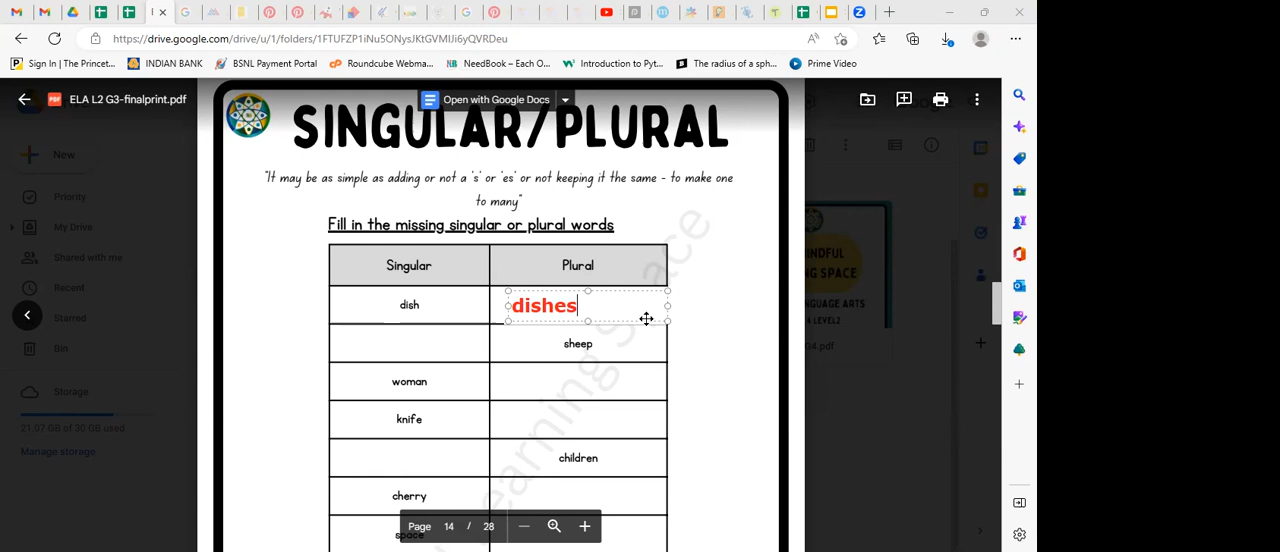 https://drive.google.com/drive/u/1/folders/1FTUFZP1iNu5ONysJKtGVMIJi6yQVRDeu
Sign In | The Princet... INDIAN BANK BSNL Payment Portal Roundcube Webma... NeedBook – Each O... Introduction to Pyt... The radius of a sph... Prime Video
ELA L2 G3-finalprint.pdf
Open with Google Docs
New
Priority
My Drive
Shared with me
Recent
Starred
Bin
Storage
21.07 GB of 30 GB used
Manage storage
SINGULAR/PLURAL
"It may be as simple as adding or not a 's' or 'es' or not keeping it the same - to make one
to many"
Fill in the missing singular or plural words
Singular Plural
dish dishes
sheep
woman
knife
children
cherry
space
Page 14 / 28
earning Space